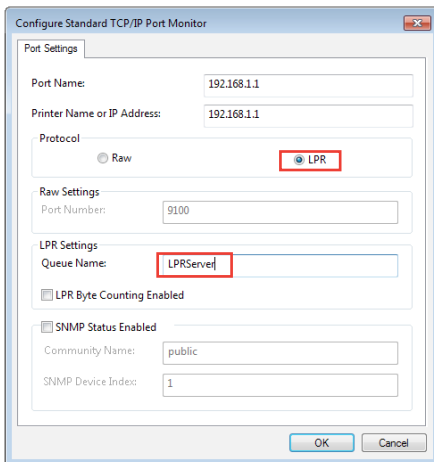 Configure Standard TCP/IP Port Monitor
Port Settings
Port Name: 192.168.1.1
Printer Name or IP Address: 192.168.1.1
Protocol
Raw LPR
Raw Settings
Port Number: 9100
LPR Settings
Queue Name: LPRServer
LPR Byte Counting Enabled
SNMP Status Enabled
Community Name: public
SNMP Device Index: 1
OK Cancel